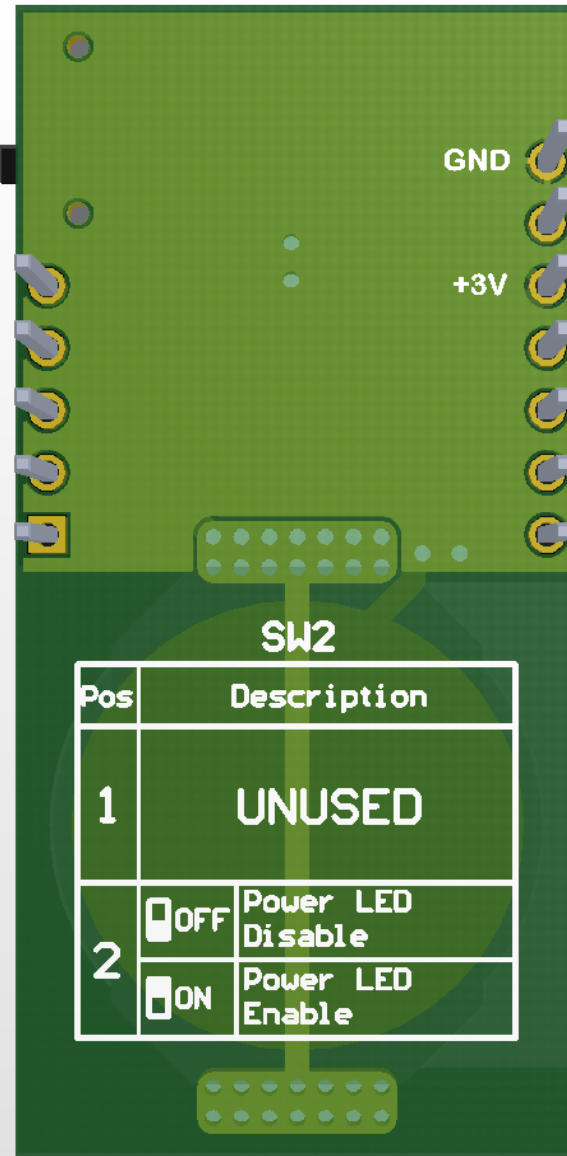 GND
+3V
SW2
Pos Description
1 UNUSED
2
OFF Power LED
Disable
ON Power LED
Enable